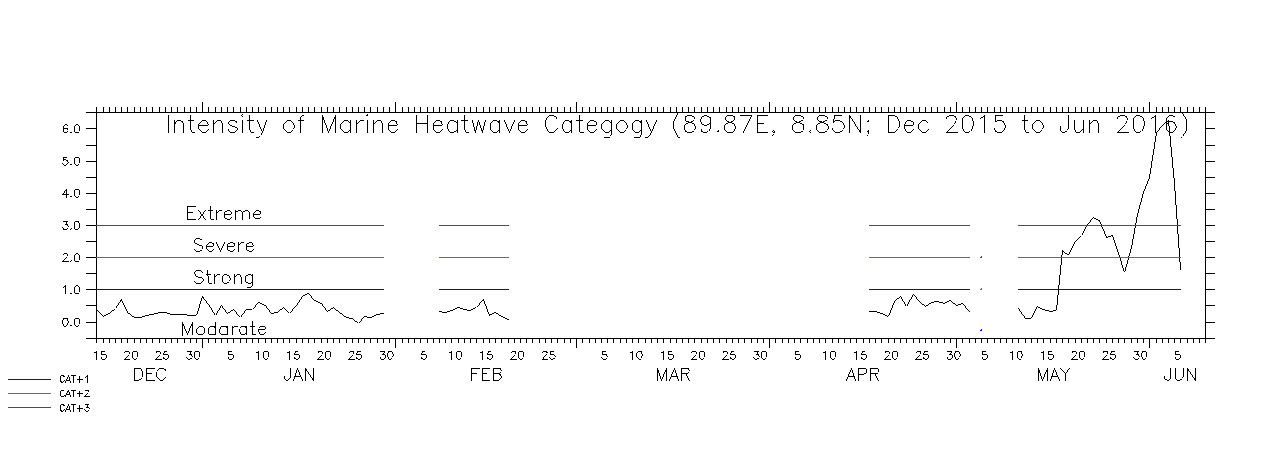 Intensity of Marine Heatwave Categogy (89.87E, 8.85N; Dec 2015 to Jun 2016)
6.0
5.0
4.0
Extreme
3.0
Severe
2.0
Strong
1.0
0.0
Modarate
15 20 25 30 5 10 15 20 25 30 5 10 15 20 25 5 10 15 20 25 30 5 10 15 20 25 30 5 10 15 20 25 30 5
DEC JAN FEB MAR APR MAY JUN
CAT+1
CAT+2
CAT+3